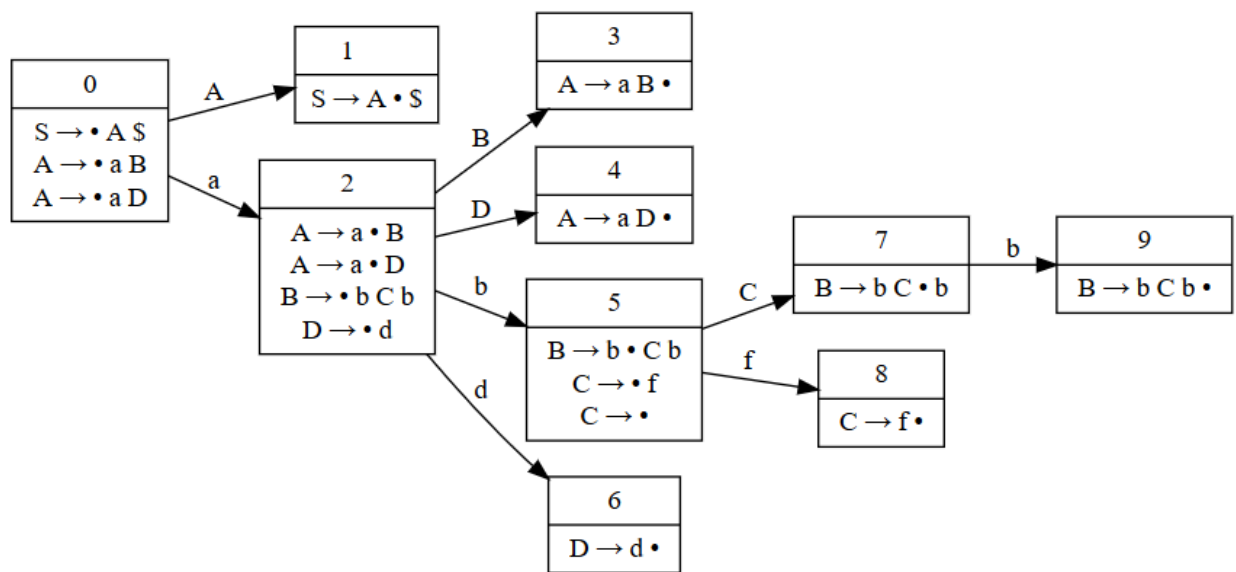 0
S → • A $
A → • a B
A → • a D
A
a
1
S → A • $
2
A → a • B
A → a • D
B → • b C b
D → • d
B
D
b
d
3
A → a B •
4
A → a D •
5
B → b • C b
C → • f
C → •
6
D → d •
C
f
7
B → b C • b
8
C → f •
b
9
B → b C b •